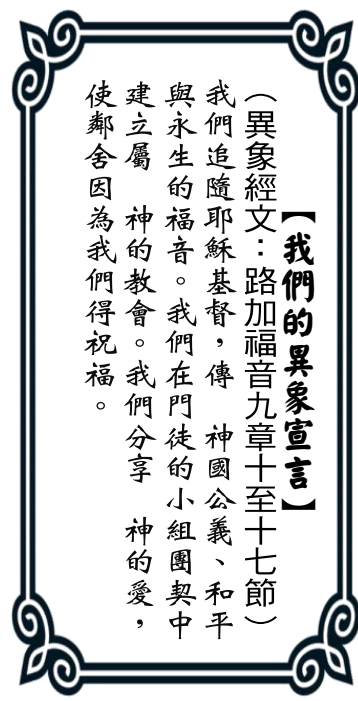 【我們的異象宣言】
（異象經文：路加福音九章十至十七節）
我們追隨耶穌基督，傳　神國公義、和平
與永生的福音。我們在門徒的小組團契中
建立屬　神的教會。我們分享　神的愛，
使鄰舍因為我們得祝福。